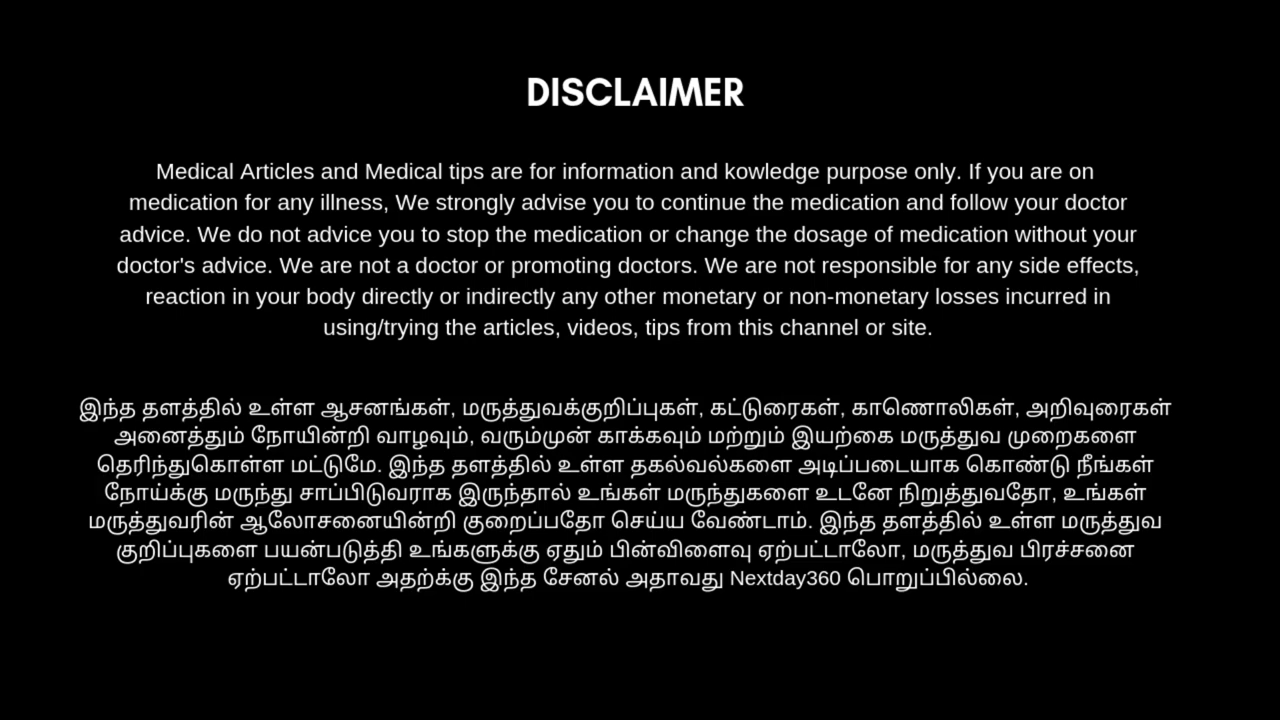 DISCLAIMER
Medical Articles and Medical tips are for information and kowledge purpose only. If you are on
medication for any illness, We strongly advise you to continue the medication and follow your doctor
advice. We do not advice you to stop the medication or change the dosage of medication without your
doctor's advice. We are not a doctor or promoting doctors. We are not responsible for any side effects,
reaction in your body directly or indirectly any other monetary or non-monetary losses incurred in
using/trying the articles, videos, tips from this channel or site.
இந்த தளத்தில் உள்ள ஆசனங்கள், மருத்துவக்குறிப்புகள், கட்டுரைகள், காணொலிகள், அறிவுரைகள்
அனைத்தும் நோயின்றி வாழவும், வரும்முன் காக்கவும் மற்றும் இயற்கை மருத்துவ முறைகளை
தெரிந்துகொள்ள மட்டுமே. இந்த தளத்தில் உள்ள தகல்வல்களை அடிப்படையாக கொண்டு நீங்கள்
நோய்க்கு மருந்து சாப்பிடுவராக இருந்தால் உங்கள் மருந்துகளை உடனே நிறுத்துவதோ, உங்கள்
மருத்துவரின் ஆலோசனையின்றி குறைப்பதோ செய்ய வேண்டாம். இந்த தளத்தில் உள்ள மருத்துவ
குறிப்புகளை பயன்படுத்தி உங்களுக்கு ஏதும் பின்விளைவு ஏற்பட்டாலோ, மருத்துவ பிரச்சனை
ஏற்பட்டாலோ அதற்க்கு இந்த சேனல் அதாவது Nextday360 பொறுப்பில்லை.